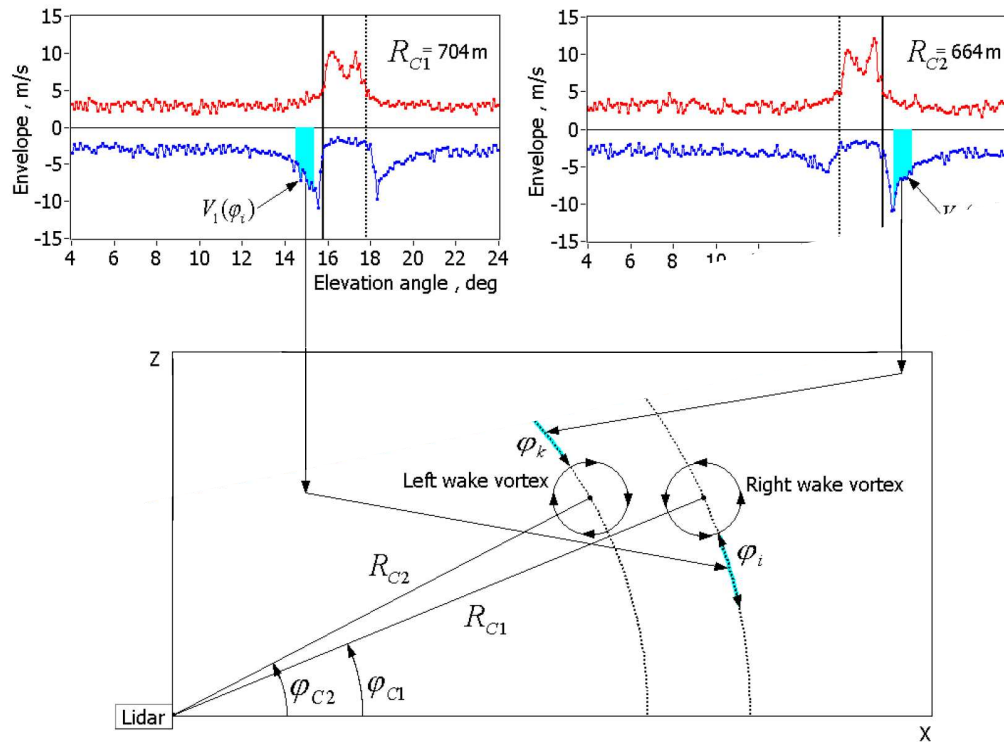 15
10
5
0
-5
-10
-15
Envelope , m/s
R_C1 = 704 m
V_1(φ_i)
4 6 8 10 12 14 16 18 20 22 24
Elevation angle , deg
15
10
5
0
-5
-10
-15
Envelope , m/s
R_C2 = 664 m
V
4 6 8 10
Z
φ_k
Left wake vortex
Right wake vortex
φ_i
R_C2
R_C1
φ_C2
φ_C1
Lidar
X